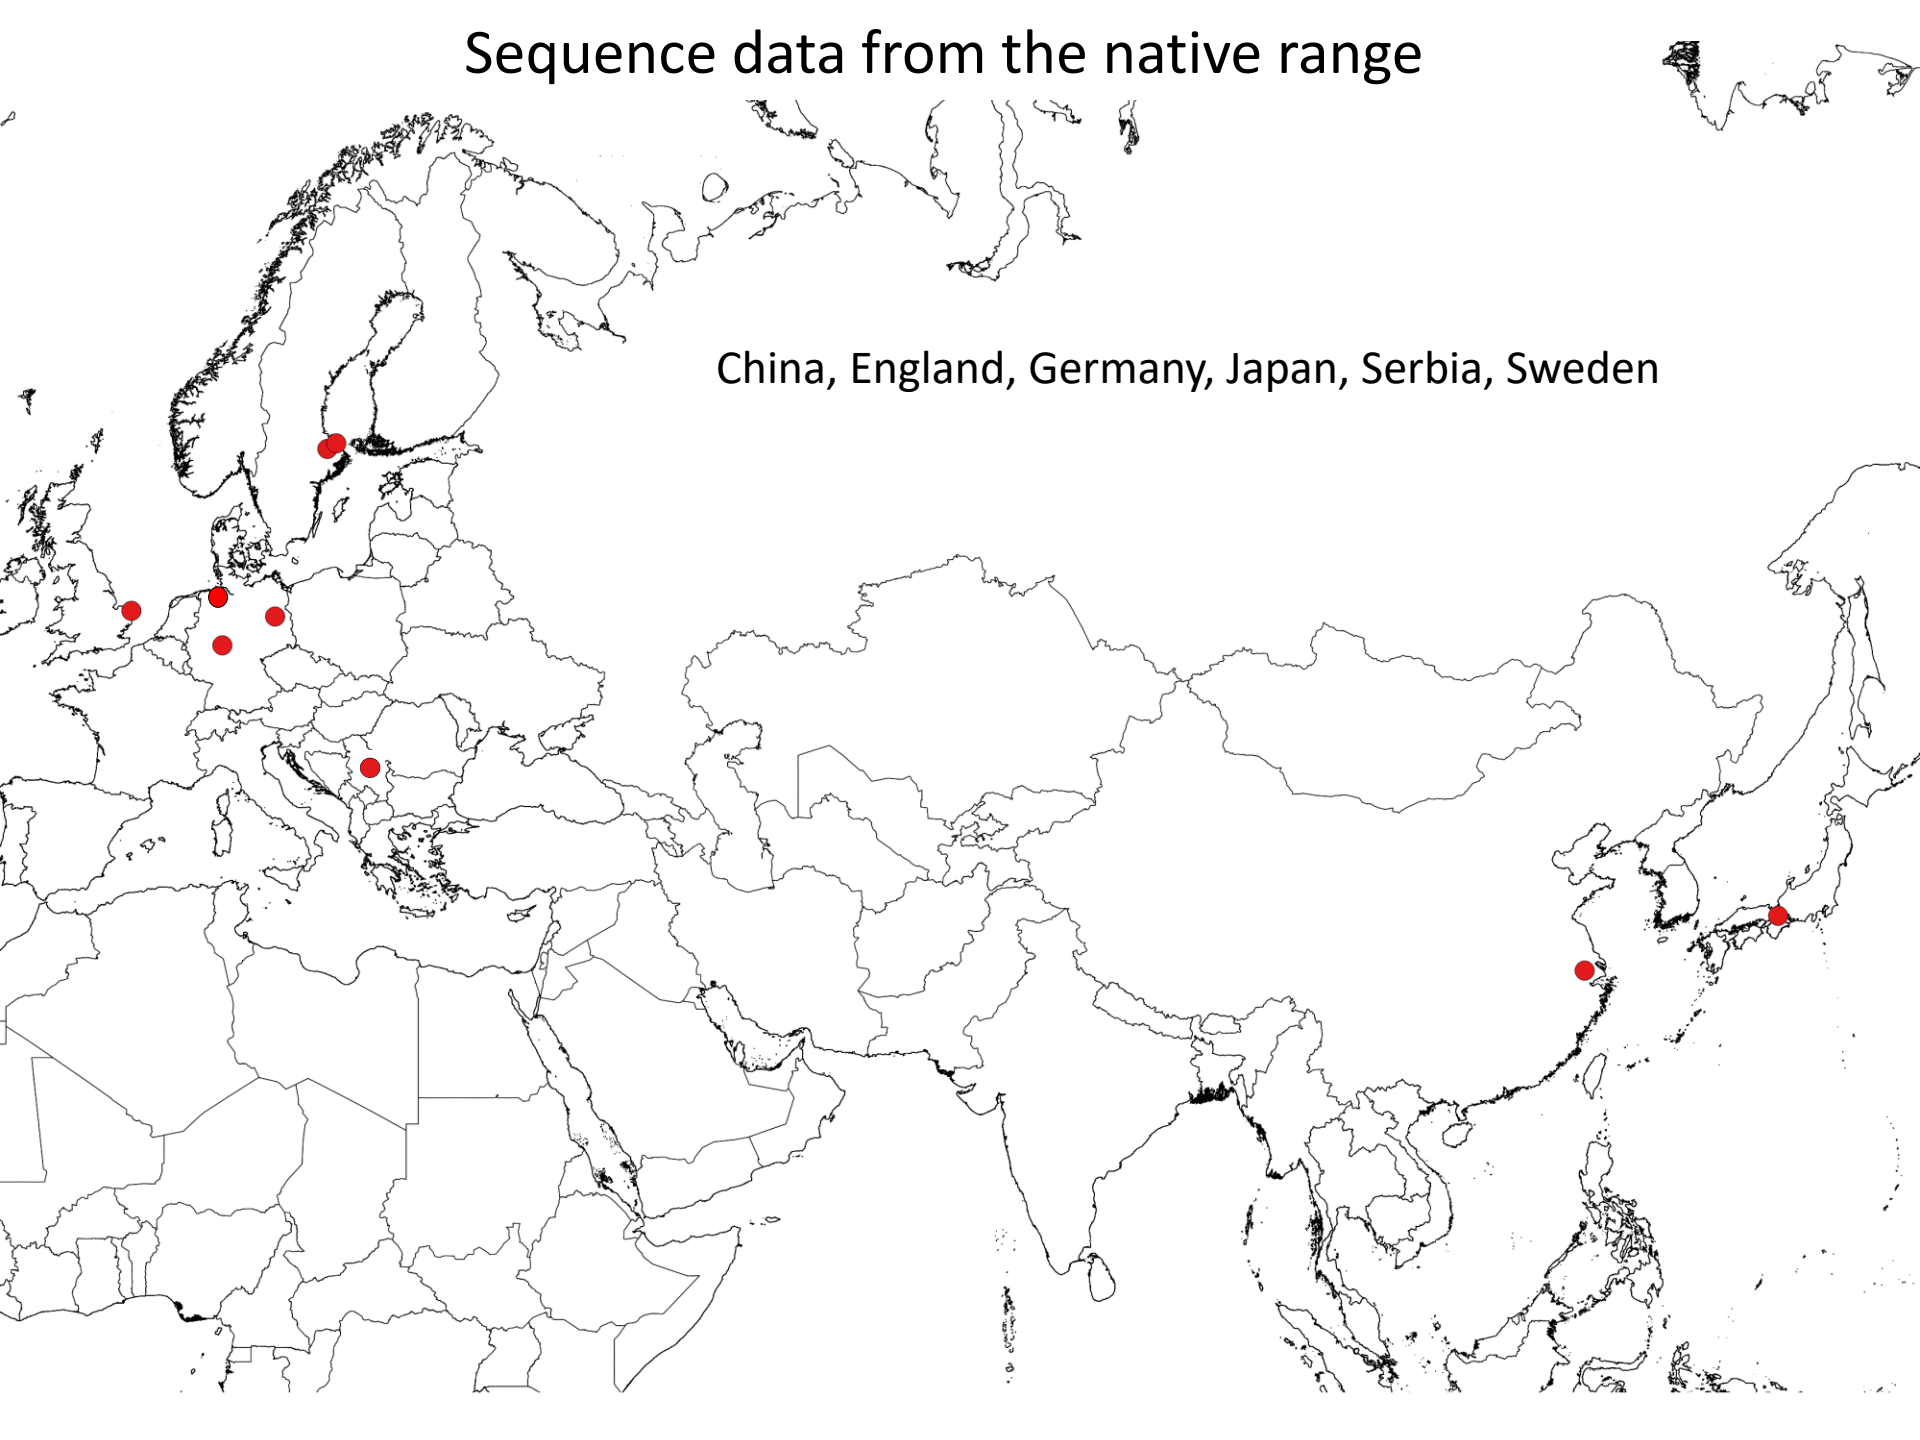 Sequence data from the native range
China, England, Germany, Japan, Serbia, Sweden